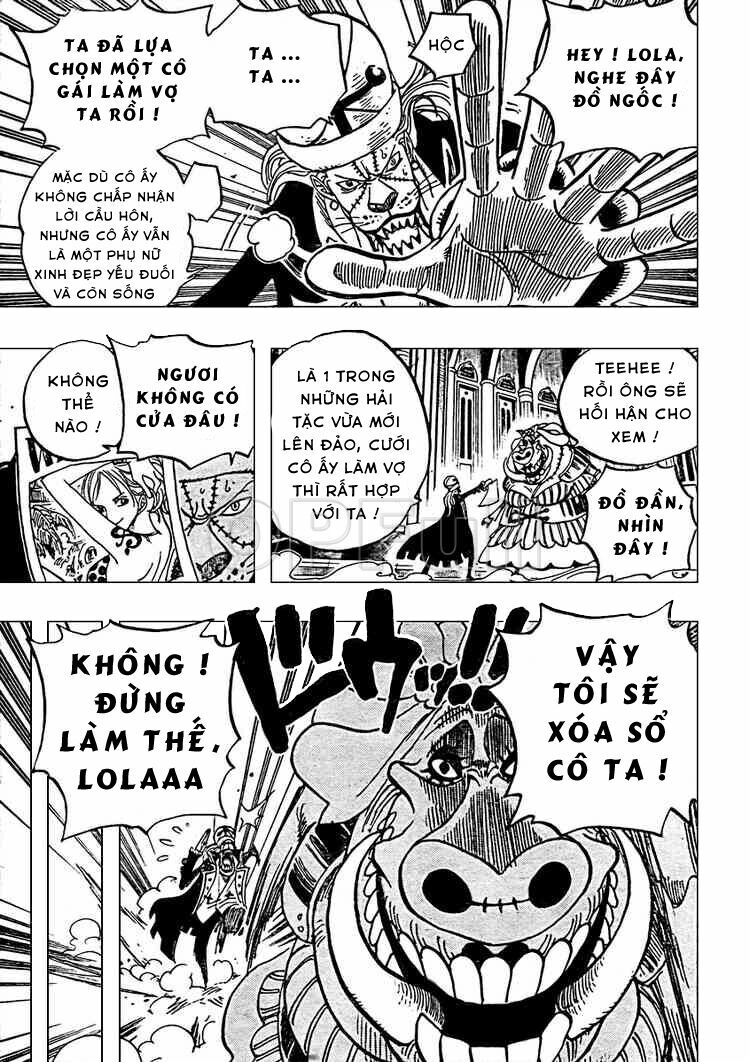 HEY ! LOLA,
NGHE ĐÂY
ĐỒ NGỐC !
HỘC
TA ...
TA ...
TA ĐÃ LỰA
CHỌN MỘT CÔ
GÁI LÀM VỢ
TA RỒI !
MẶC DÙ CÔ ẤY
KHÔNG CHẤP NHẬN
LỜI CẦU HÔN,
NHƯNG CÔ ẤY VẪN
LÀ MỘT PHỤ NỮ
XINH ĐẸP YẾU ĐUỐI
VÀ CÒN SỐNG
TEEHEE !
RỒI ÔNG SẼ
HỐI HẬN CHO
XEM !
ĐỒ ĐẦN,
NHÌN
ĐÂY !
LÀ 1 TRONG
NHỮNG HẢI
TẶC VỪA MỚI
LÊN ĐẢO, CƯỚI
CÔ ẤY LÀM VỢ
THÌ RẤT HỢP
VỚI TA !
NGƯƠI
KHÔNG CÓ
CỬA ĐÂU !
KHÔNG
THỂ
NÀO !
VẬY
TÔI SẼ
XÓA SỔ
CÔ TA !
ドドゥッ!!
KHÔNG !
ĐỪNG
LÀM THẾ,
LOLAAA